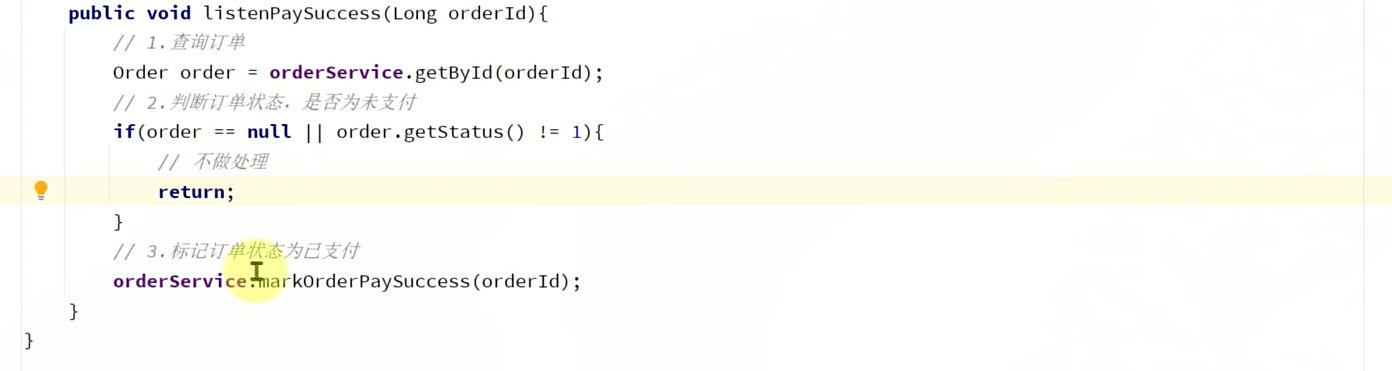 public void listenPaySuccess(Long orderId){
// 1.查询订单
Order order = orderService.getById(orderId);
// 2.判断订单状态，是否为未支付
if(order == null || order.getStatus() != 1){
// 不做处理
return;
}
// 3.标记订单状态为已支付
orderService.markOrderPaySuccess(orderId);
}
}